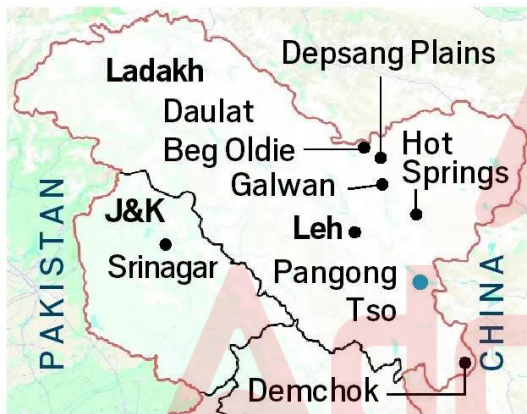 Depsang Plains
Ladakh
Daulat
Beg Oldie
Hot
Springs
Galwan
J&K
Leh
Srinagar
Pangong
Tso
PAKISTAN
CHINA
Demchok